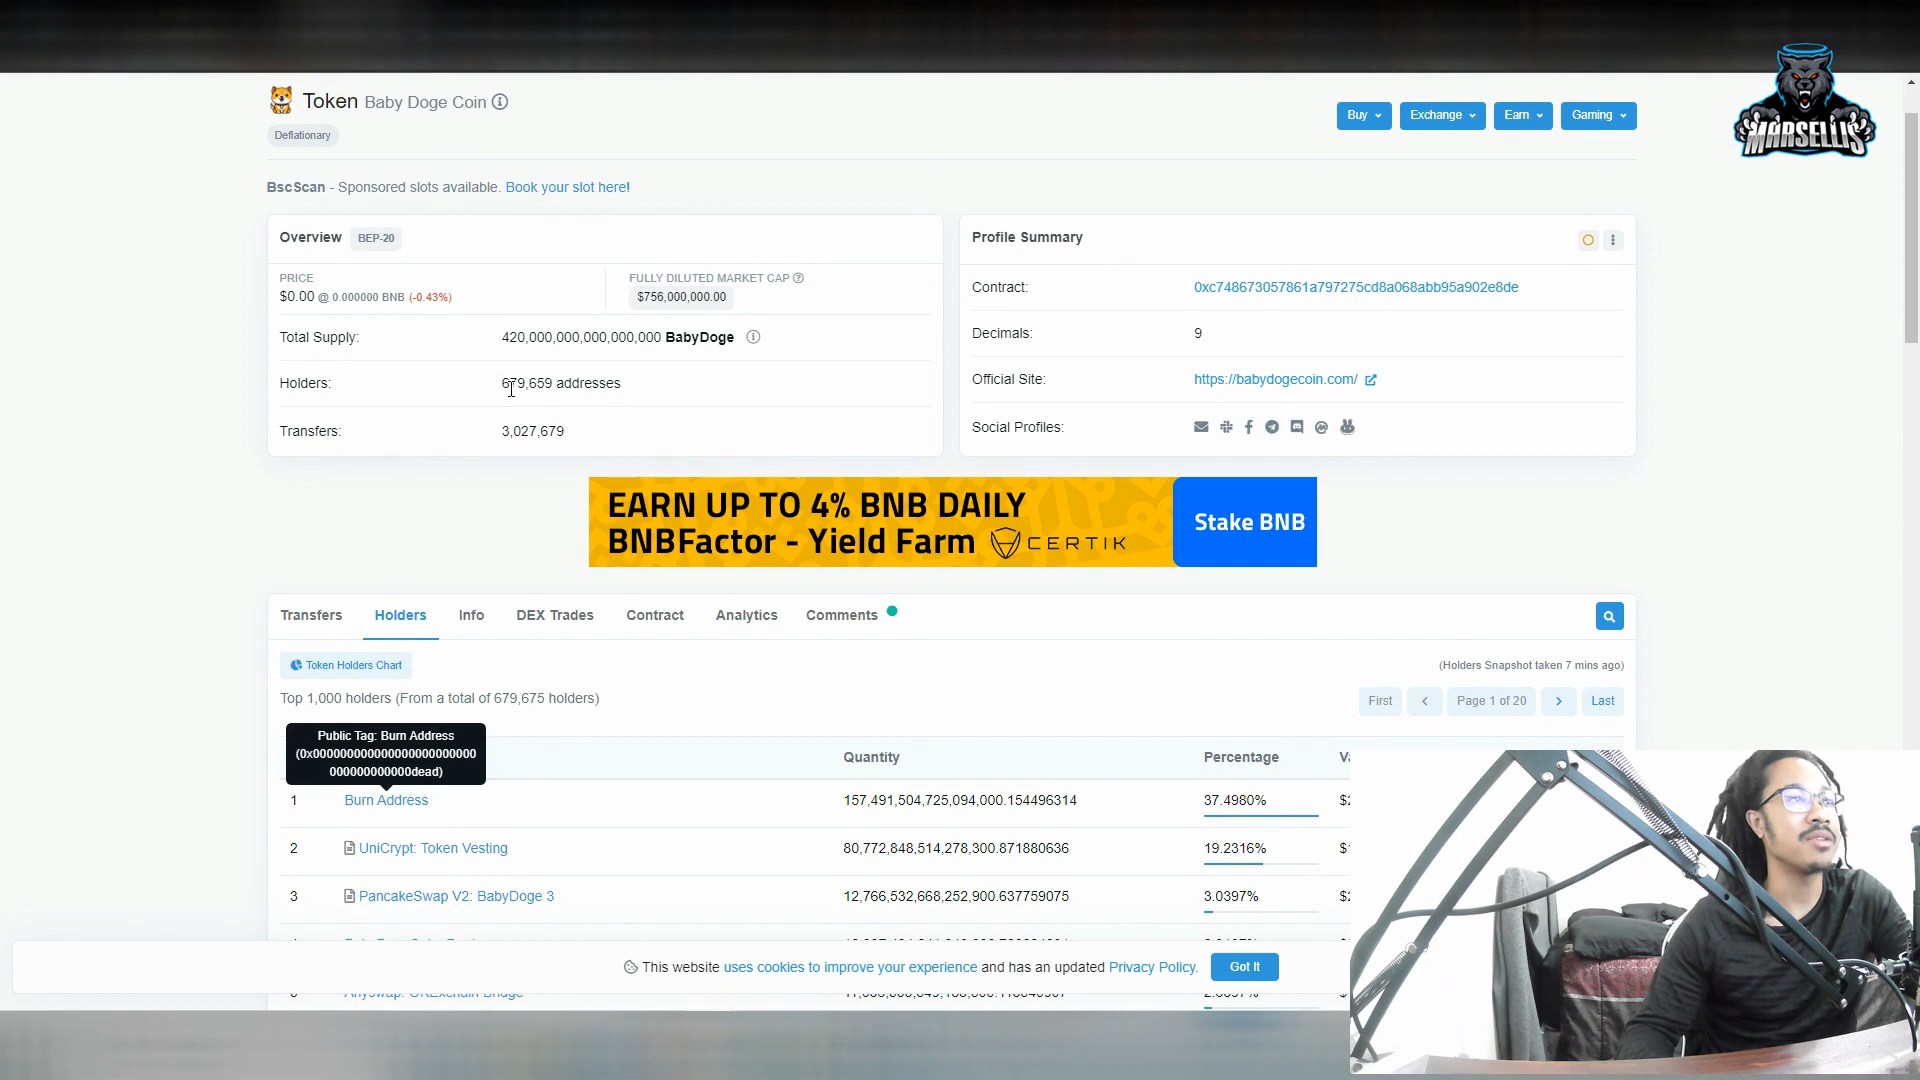 MARSELLIS
Token Baby Doge Coin
Deflationary
Buy
Exchange
Earn
Gaming
BscScan - Sponsored slots available. Book your slot here!
Overview BEP-20
PRICE
$0.00 @ 0.000000 BNB (-0.43%)
FULLY DILUTED MARKET CAP
$756,000,000.00
Total Supply: 420,000,000,000,000,000 BabyDoge
Holders: 679,659 addresses
Transfers: 3,027,679
Profile Summary
Contract: 0xc748673057861a797275cd8a068abb95a902e8de
Decimals: 9
Official Site: https://babydogecoin.com/
Social Profiles:
EARN UP TO 4% BNB DAILY
BNBFactor - Yield Farm CERTIK
Stake BNB
Transfers Holders Info DEX Trades Contract Analytics Comments
Token Holders Chart
(Holders Snapshot taken 7 mins ago)
Top 1,000 holders (From a total of 679,675 holders)
First Page 1 of 20 Last
Public Tag: Burn Address
(0x000000000000000000000000
000000000000dead)
Quantity Percentage
1 Burn Address 157,491,504,725,094,000.154496314 37.4980%
2 UniCrypt: Token Vesting 80,772,848,514,278,300.871880636 19.2316%
3 PancakeSwap V2: BabyDoge 3 12,766,532,668,252,900.637759075 3.0397%
This website uses cookies to improve your experience and has an updated Privacy Policy.
Got It